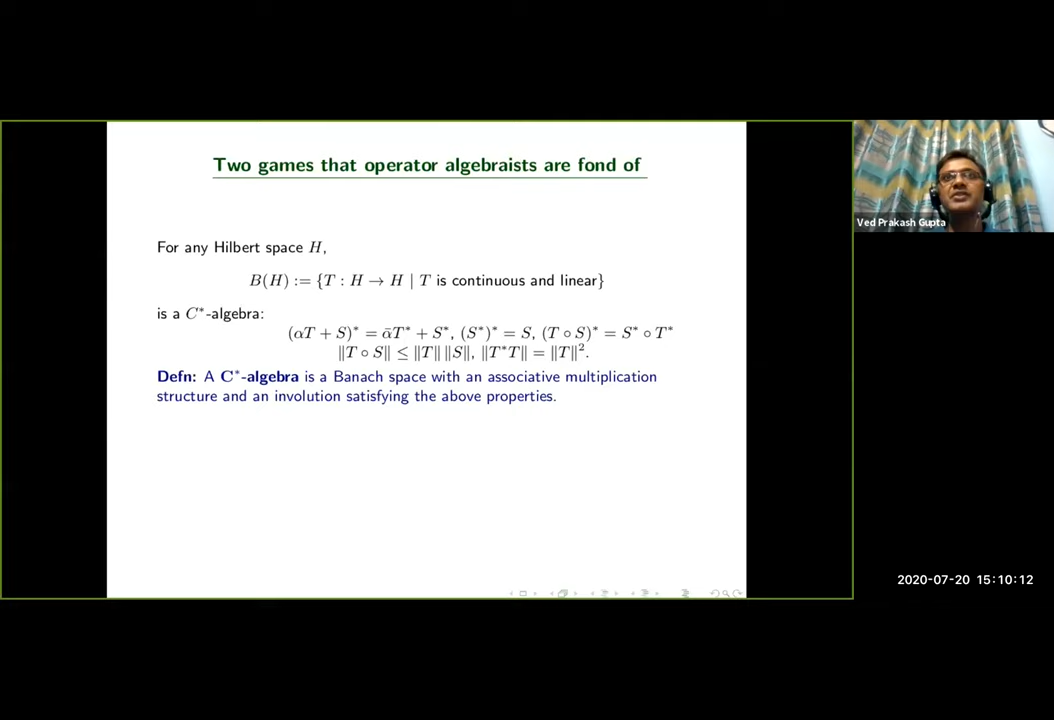 Two games that operator algebraists are fond of
For any Hilbert space H,
B(H) := {T : H → H | T is continuous and linear}
is a C*-algebra:
(αT + S)* = ᾱT* + S*, (S*)* = S, (T ∘ S)* = S* ∘ T*
‖T ∘ S‖ ≤ ‖T‖ ‖S‖, ‖T*T‖ = ‖T‖².
Defn: A C*-algebra is a Banach space with an associative multiplication
structure and an involution satisfying the above properties.
Ved Prakash Gupta
2020-07-20 15:10:12